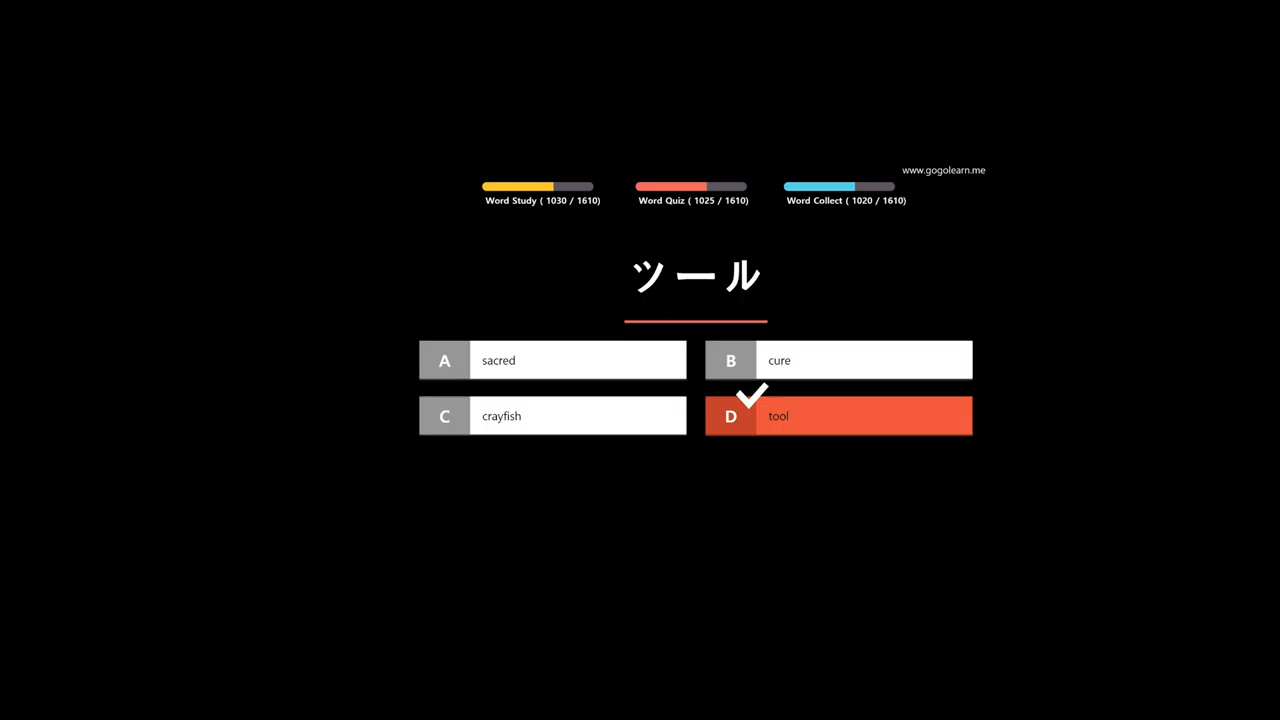 www.gogolearn.me
Word Study ( 1030 / 1610)
Word Quiz ( 1025 / 1610)
Word Collect ( 1020 / 1610)
ツール
A sacred
B cure
C crayfish
D tool